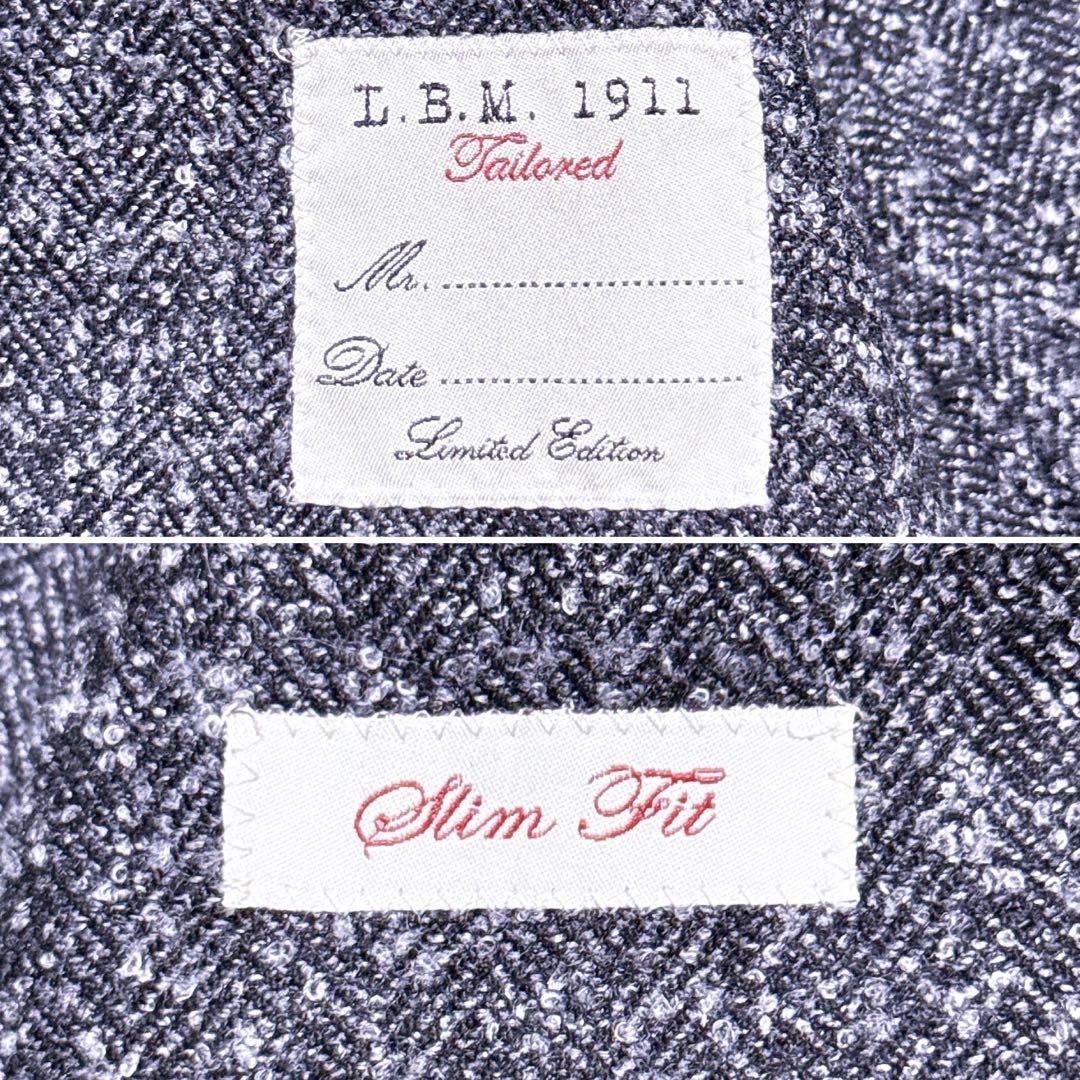 L.B.M. 1911
Tailored
Mr. ........................................
Date ........................................
Limited Edition
Slim Fit